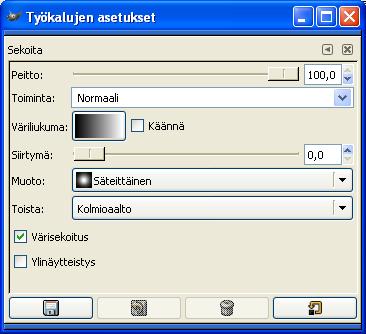 Työkalujen asetukset
Sekoita
Peitto: 100,0
Toiminta: Normaali
Väriliukuma: Käännä
Siirtymä: 0,0
Muoto: Säteittäinen
Toista: Kolmioaalto
Värisekoitus
Ylinäytteistys